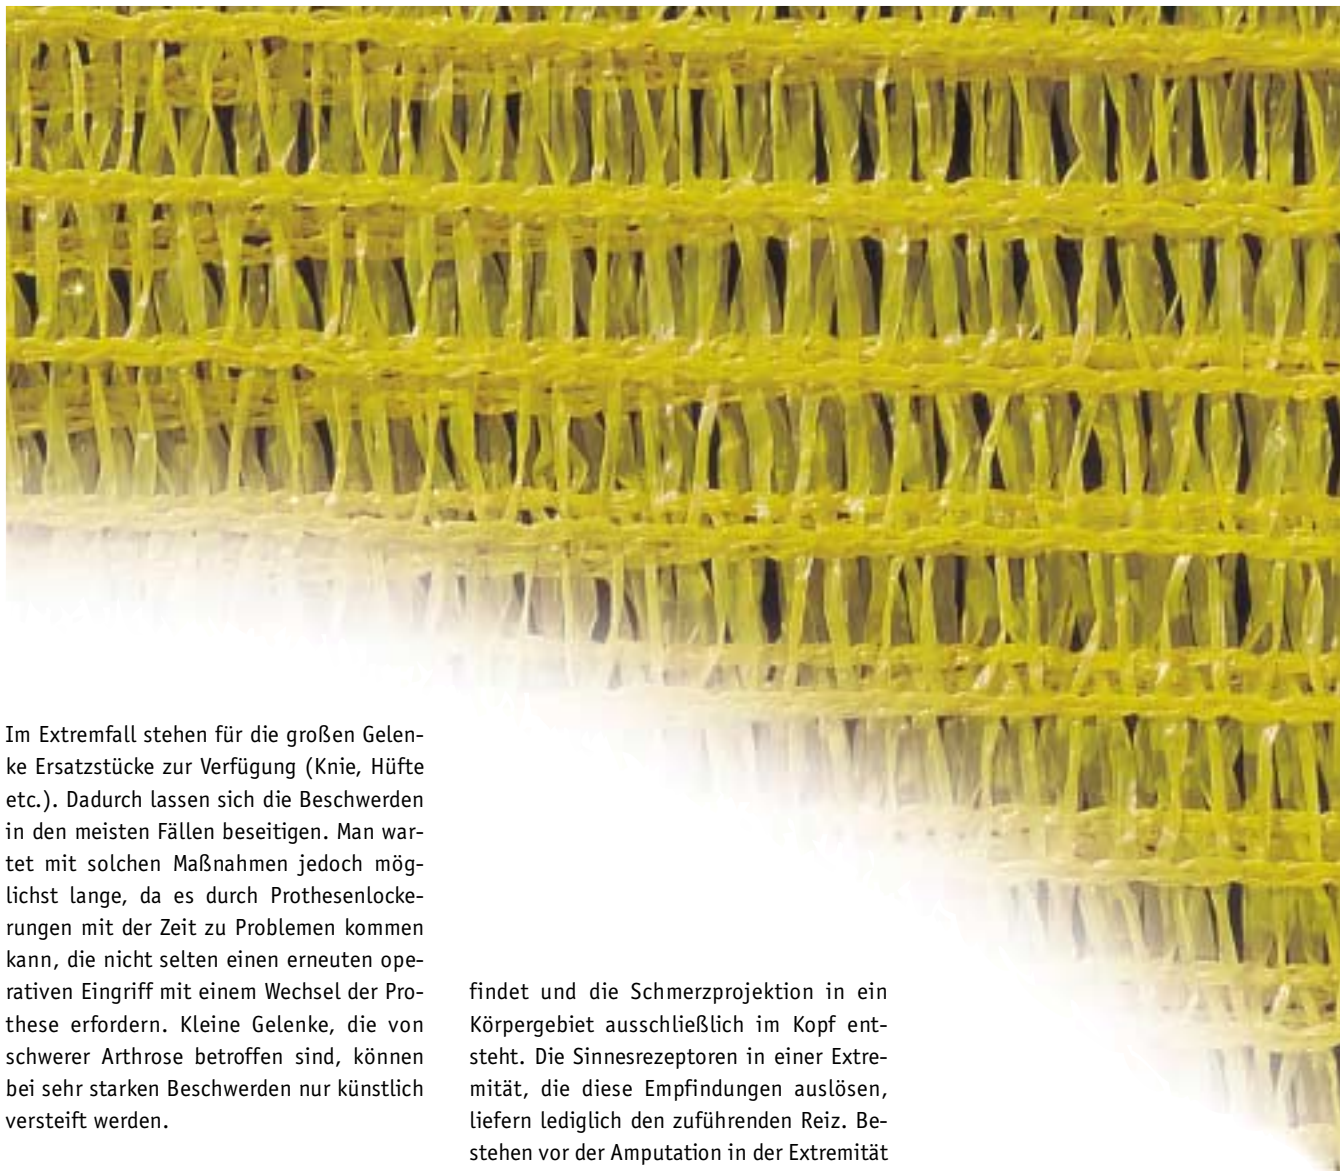 Im Extremfall stehen für die großen Gelen-
ke Ersatzstücke zur Verfügung (Knie, Hüfte
etc.). Dadurch lassen sich die Beschwerden
in den meisten Fällen beseitigen. Man war-
tet mit solchen Maßnahmen jedoch mög-
lichst lange, da es durch Prothesenlocke-
rungen mit der Zeit zu Problemen kommen
kann, die nicht selten einen erneuten ope-
rativen Eingriff mit einem Wechsel der Pro-
these erfordern. Kleine Gelenke, die von
schwerer Arthrose betroffen sind, können
bei sehr starken Beschwerden nur künstlich
versteift werden.
findet und die Schmerzprojektion in ein
Körpergebiet ausschließlich im Kopf ent-
steht. Die Sinnesrezeptoren in einer Extre-
mität, die diese Empfindungen auslösen,
liefern lediglich den zuführenden Reiz. Be-
stehen vor der Amputation in der Extremität